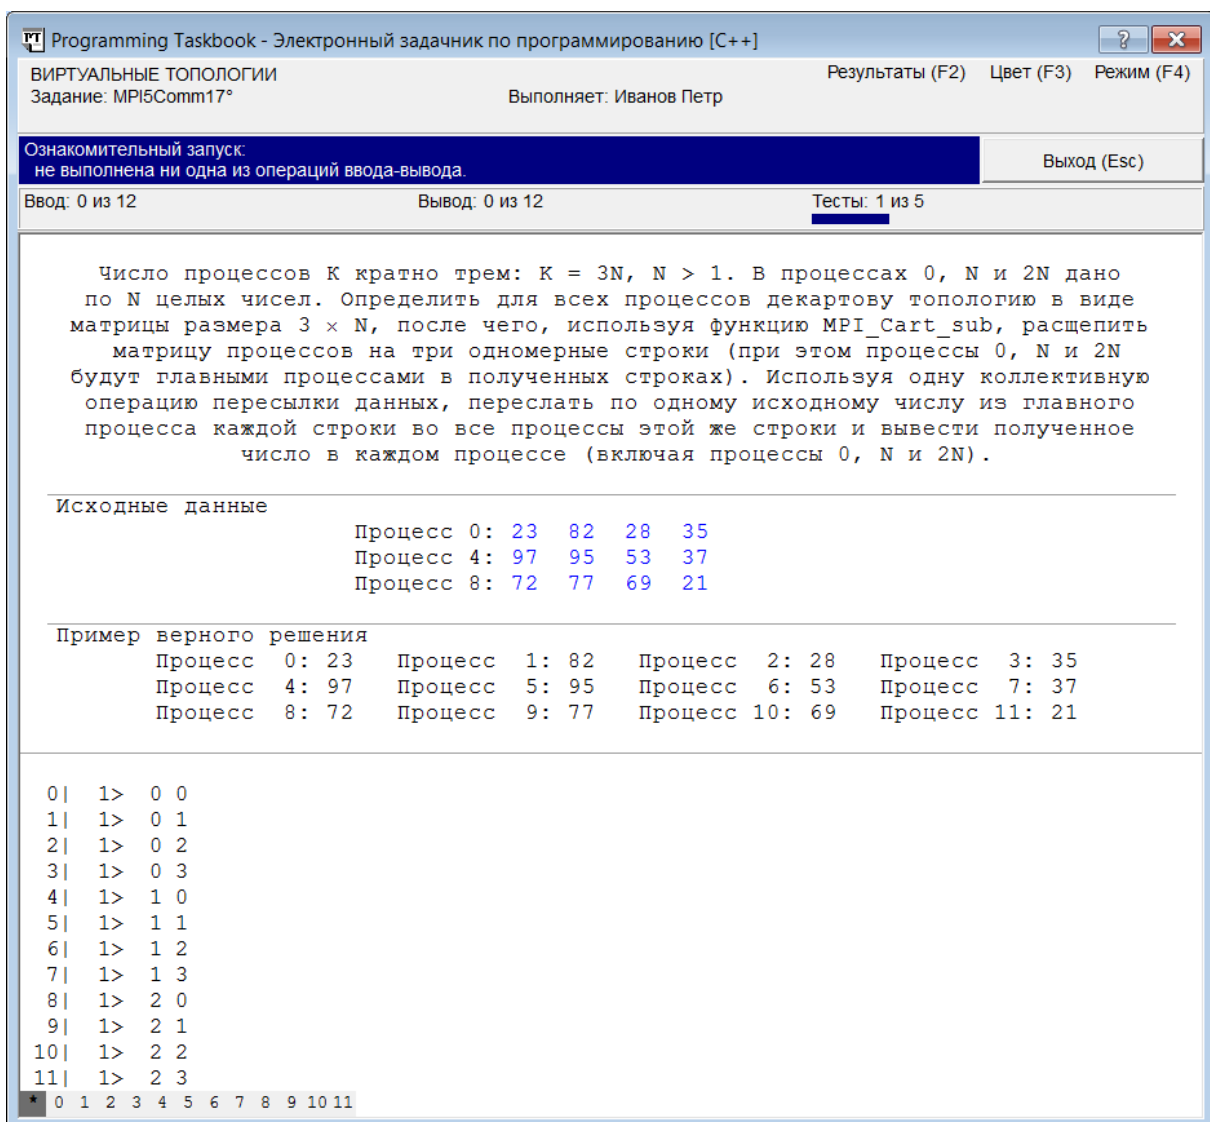 Programming Taskbook - Электронный задачник по программированию [C++]
ВИРТУАЛЬНЫЕ ТОПОЛОГИИ Результаты (F2) Цвет (F3) Режим (F4)
Задание: MPI5Comm17° Выполняет: Иванов Петр
Ознакомительный запуск:
не выполнена ни одна из операций ввода-вывода.
Выход (Esc)
Ввод: 0 из 12 Вывод: 0 из 12 Тесты: 1 из 5
Число процессов K кратно трем: K = 3N, N > 1. В процессах 0, N и 2N дано
по N целых чисел. Определить для всех процессов декартову топологию в виде
матрицы размера 3 × N, после чего, используя функцию MPI_Cart_sub, расщепить
матрицу процессов на три одномерные строки (при этом процессы 0, N и 2N
будут главными процессами в полученных строках). Используя одну коллективную
операцию пересылки данных, переслать по одному исходному числу из главного
процесса каждой строки во все процессы этой же строки и вывести полученное
число в каждом процессе (включая процессы 0, N и 2N).
Исходные данные
Процесс 0: 23 82 28 35
Процесс 4: 97 95 53 37
Процесс 8: 72 77 69 21
Пример верного решения
Процесс 0: 23 Процесс 1: 82 Процесс 2: 28 Процесс 3: 35
Процесс 4: 97 Процесс 5: 95 Процесс 6: 53 Процесс 7: 37
Процесс 8: 72 Процесс 9: 77 Процесс 10: 69 Процесс 11: 21
0| 1> 0 0
1| 1> 0 1
2| 1> 0 2
3| 1> 0 3
4| 1> 1 0
5| 1> 1 1
6| 1> 1 2
7| 1> 1 3
8| 1> 2 0
9| 1> 2 1
10| 1> 2 2
11| 1> 2 3
* 0 1 2 3 4 5 6 7 8 9 10 11